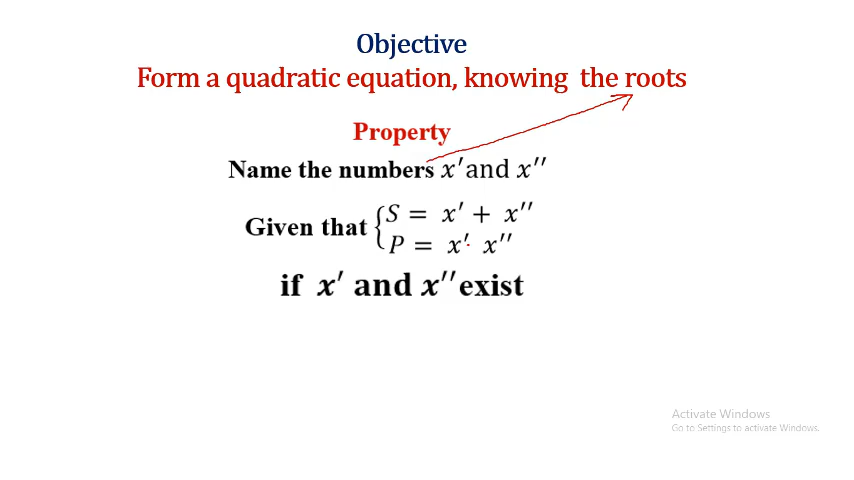 Objective
Form a quadratic equation, knowing the roots
Property
Name the numbers x′ and x′′
Given that { S = x′ + x′′
P = x′· x′′
if x′ and x′′ exist
Activate Windows
Go to Settings to activate Windows.